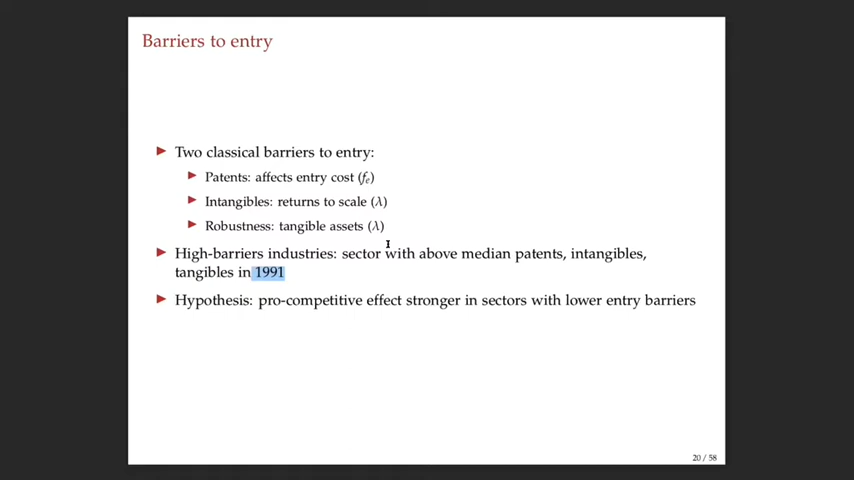 Barriers to entry
Two classical barriers to entry:
Patents: affects entry cost (fₑ)
Intangibles: returns to scale (λ)
Robustness: tangible assets (λ)
High-barriers industries: sector with above median patents, intangibles,
tangibles in 1991
Hypothesis: pro-competitive effect stronger in sectors with lower entry barriers
20 / 58